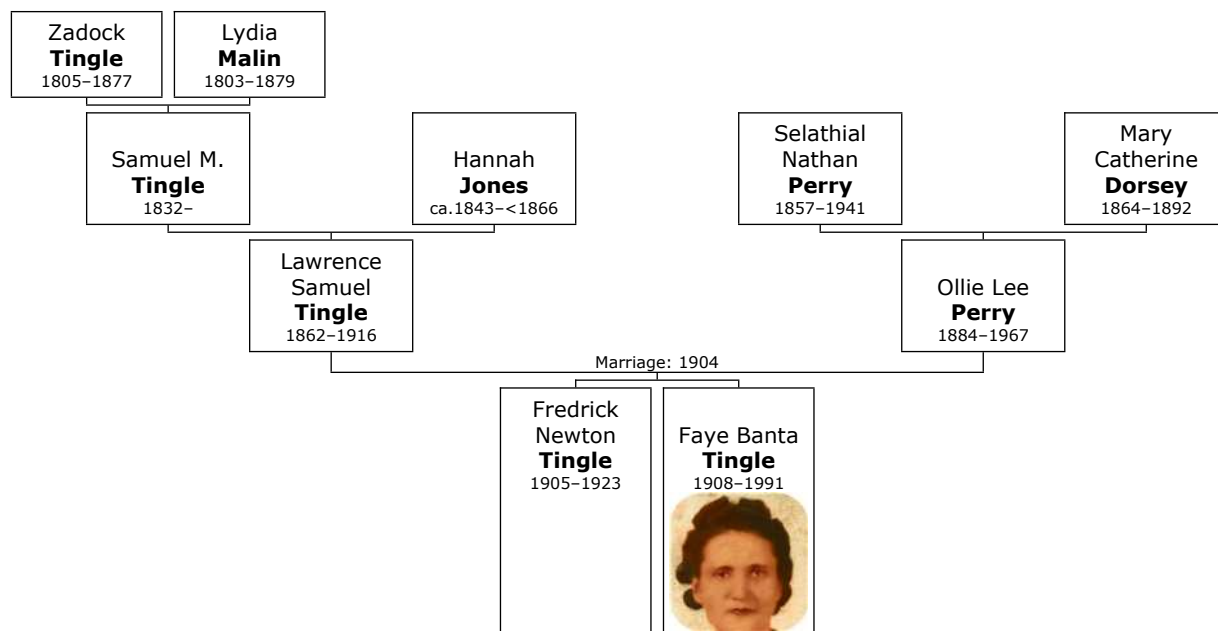 Zadock
Tingle
1805–1877
Lydia
Malin
1803–1879
Samuel M.
Tingle
1832–
Hannah
Jones
ca.1843–<1866
Selathial
Nathan
Perry
1857–1941
Mary
Catherine
Dorsey
1864–1892
Lawrence
Samuel
Tingle
1862–1916
Ollie Lee
Perry
1884–1967
Marriage: 1904
Fredrick
Newton
Tingle
1905–1923
Faye Banta
Tingle
1908–1991